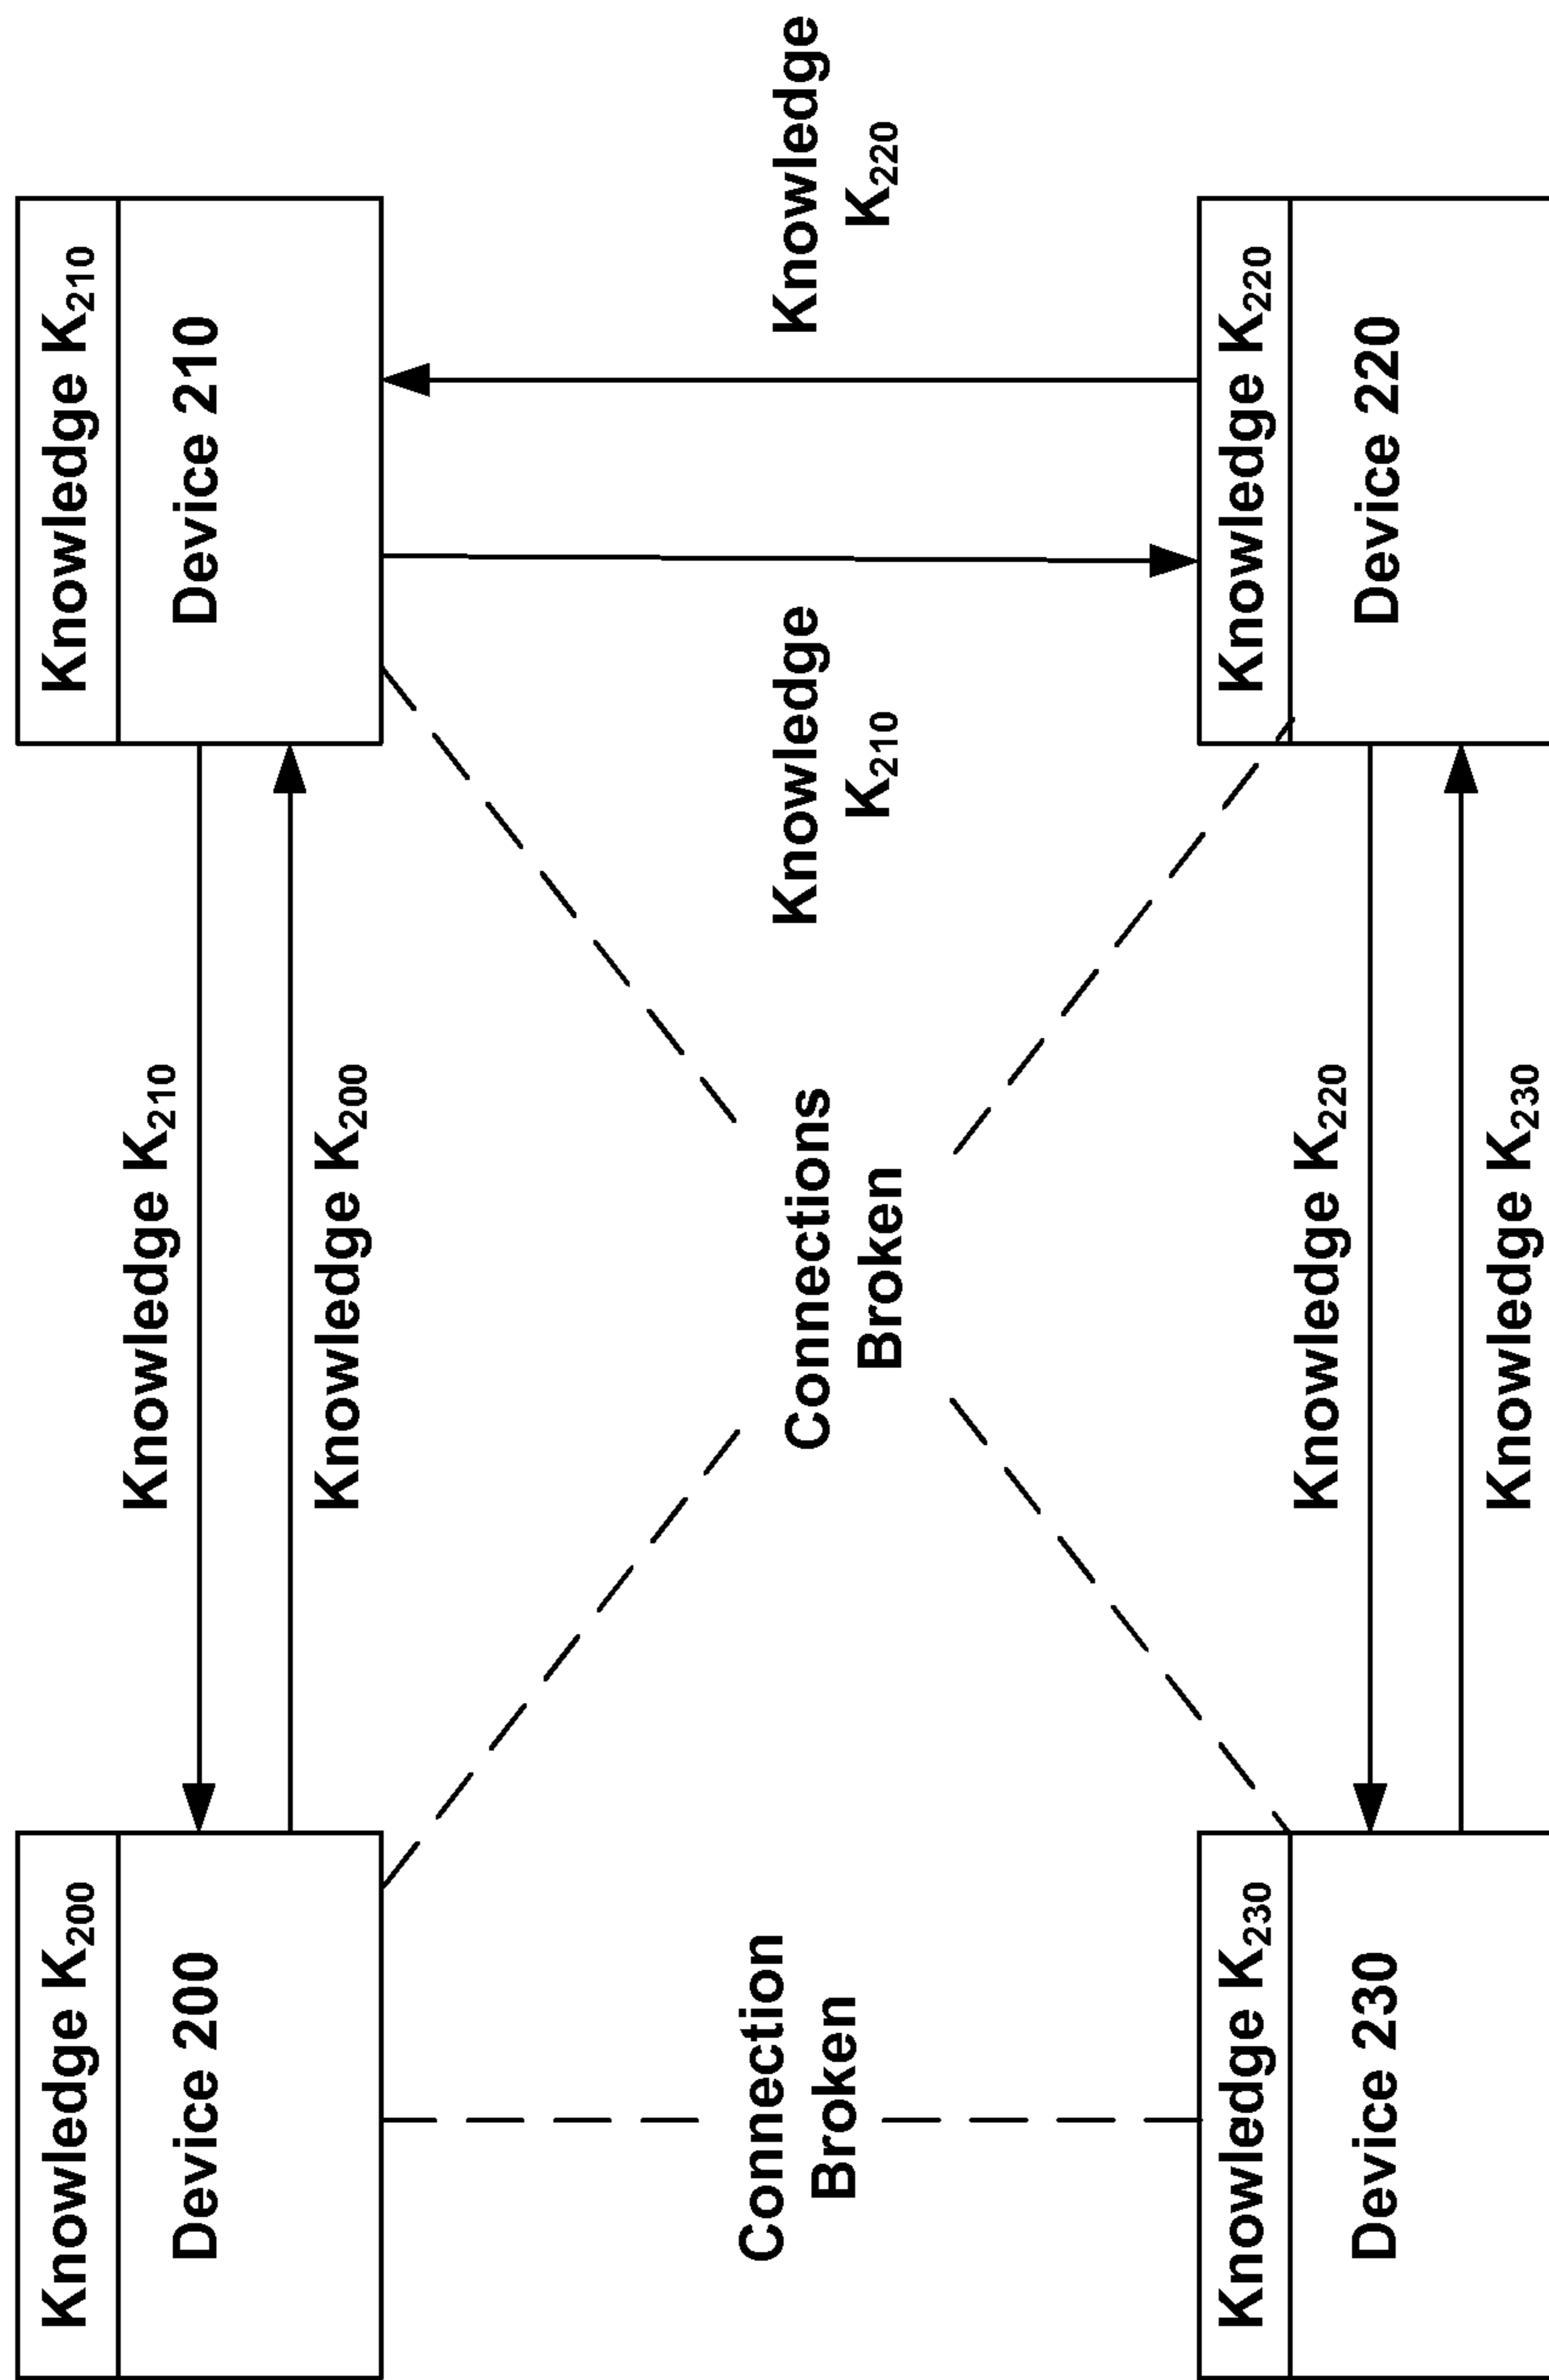 Knowledge K₂₀₀
Device 200
Knowledge K₂₁₀
Knowledge K₂₀₀
Knowledge K₂₁₀
Device 210
Connection
Broken
Connections
Broken
Knowledge
K₂₁₀
Knowledge
K₂₂₀
Knowledge K₂₃₀
Device 230
Knowledge K₂₂₀
Knowledge K₂₃₀
Knowledge K₂₂₀
Device 220